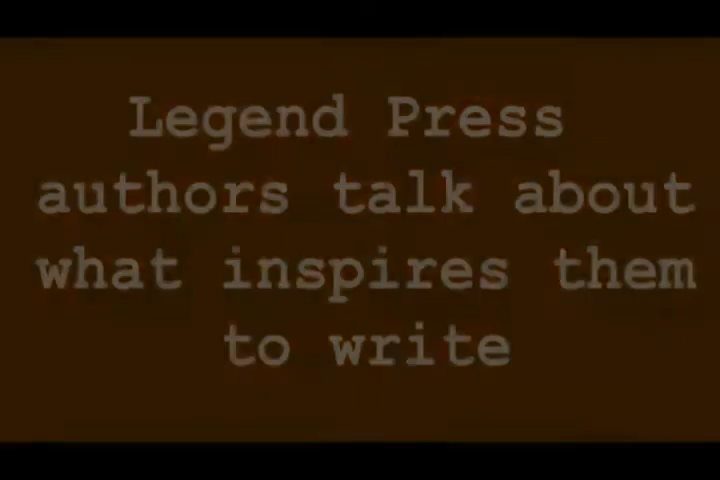 Legend Press
authors talk about
what inspires them
to write